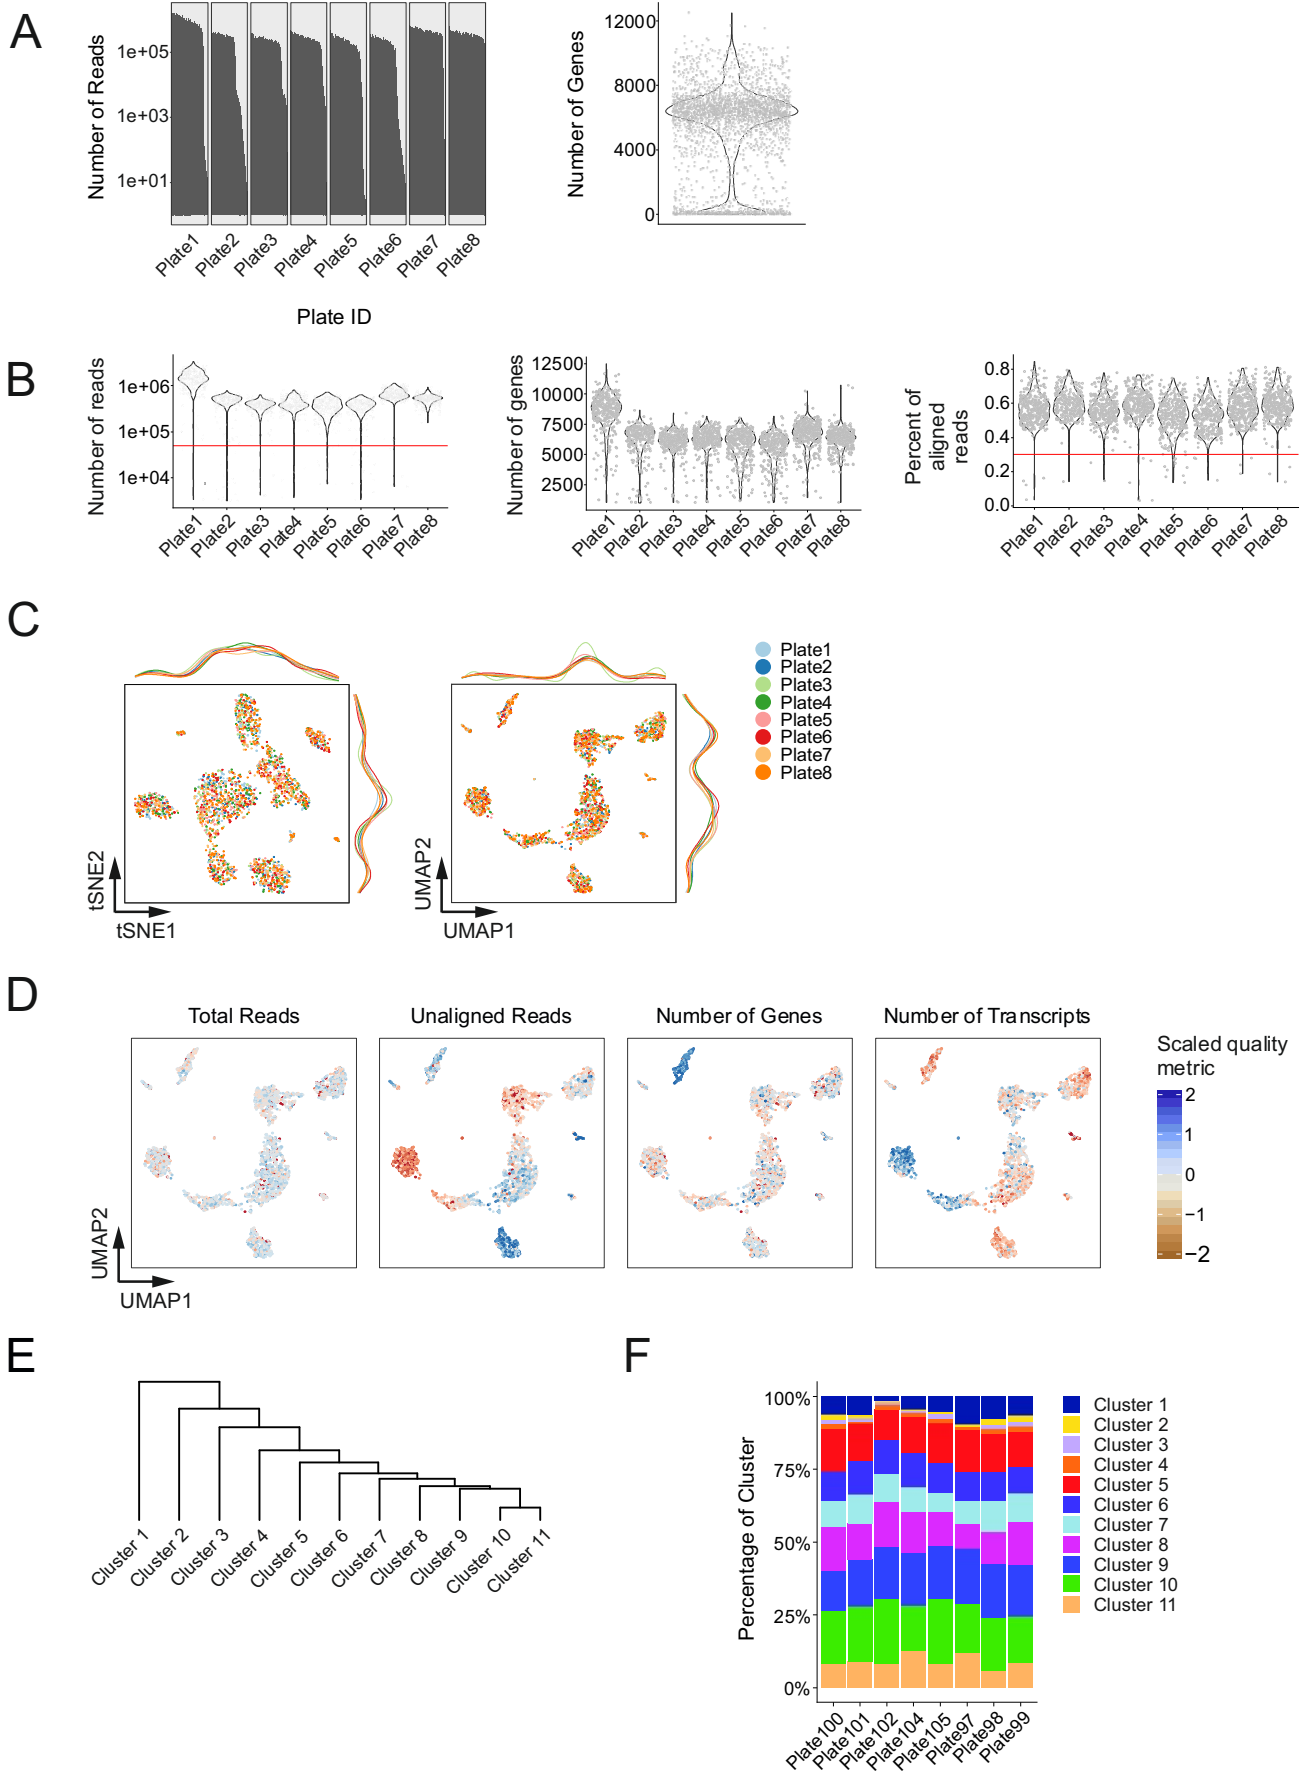 A
Number of Reads
1e+05
1e+03
1e+01
Plate1
Plate2
Plate3
Plate4
Plate5
Plate6
Plate7
Plate8
Plate ID
Number of Genes
12000
8000
4000
0
B
Number of reads
1e+06
1e+05
1e+04
Plate1
Plate2
Plate3
Plate4
Plate5
Plate6
Plate7
Plate8
Number of genes
12500
10000
7500
5000
2500
Plate1
Plate2
Plate3
Plate4
Plate5
Plate6
Plate7
Plate8
Percent of
aligned
reads
0.8
0.6
0.4
0.2
0.0
Plate1
Plate2
Plate3
Plate4
Plate5
Plate6
Plate7
Plate8
C
tSNE2
tSNE1
UMAP2
UMAP1
Plate1
Plate2
Plate3
Plate4
Plate5
Plate6
Plate7
Plate8
D
Total Reads
Unaligned Reads
Number of Genes
Number of Transcripts
UMAP2
UMAP1
Scaled quality
metric
2
1
0
−1
−2
E
Cluster 1
Cluster 2
Cluster 3
Cluster 4
Cluster 5
Cluster 6
Cluster 7
Cluster 8
Cluster 9
Cluster 10
Cluster 11
F
Percentage of Cluster
100%
75%
50%
25%
0%
Plate100
Plate101
Plate102
Plate104
Plate105
Plate97
Plate98
Plate99
Cluster 1
Cluster 2
Cluster 3
Cluster 4
Cluster 5
Cluster 6
Cluster 7
Cluster 8
Cluster 9
Cluster 10
Cluster 11